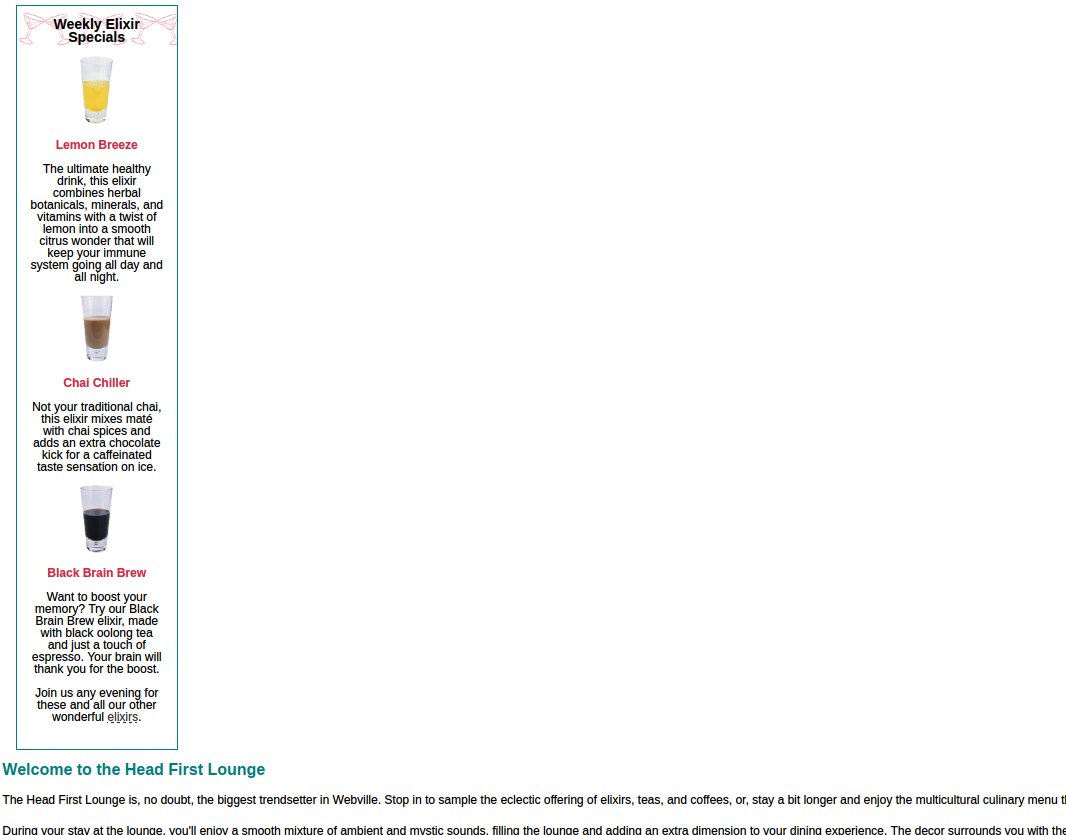 Weekly Elixir
Specials
Lemon Breeze
The ultimate healthy
drink, this elixir
combines herbal
botanicals, minerals, and
vitamins with a twist of
lemon into a smooth
citrus wonder that will
keep your immune
system going all day and
all night.
Chai Chiller
Not your traditional chai,
this elixir mixes maté
with chai spices and
adds an extra chocolate
kick for a caffeinated
taste sensation on ice.
Black Brain Brew
Want to boost your
memory? Try our Black
Brain Brew elixir, made
with black oolong tea
and just a touch of
espresso. Your brain will
thank you for the boost.
Join us any evening for
these and all our other
wonderful elixirs.
Welcome to the Head First Lounge
The Head First Lounge is, no doubt, the biggest trendsetter in Webville. Stop in to sample the eclectic offering of elixirs, teas, and coffees, or, stay a bit longer and enjoy the multicultural culinary menu
During your stay at the lounge, you'll enjoy a smooth mixture of ambient and mystic sounds, filling the lounge and adding an extra dimension to your dining experience. The decor surrounds you with the